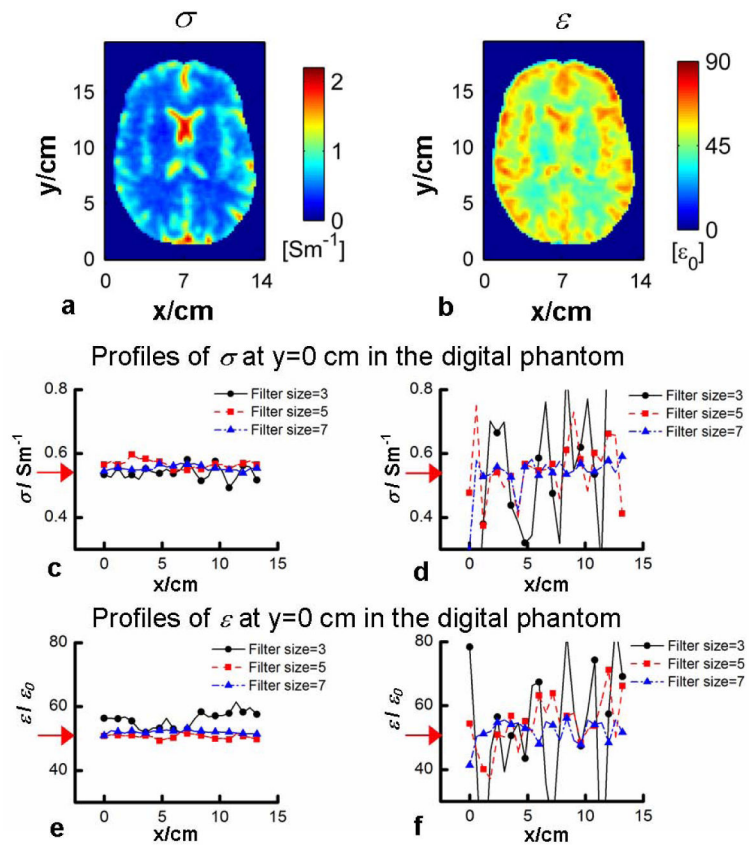 σ
ε
15
10
5
0
y/cm
0 7 14
x/cm
2
1
0
[Sm⁻¹]
a
15
10
5
0
y/cm
0 7 14
x/cm
90
45
0
[ε₀]
b
Profiles of σ at y=0 cm in the digital phantom
0.8
0.6
0.4
σ / Sm⁻¹
Filter size=3
Filter size=5
Filter size=7
0 5 10 15
x/cm
c
0.8
0.6
0.4
σ / Sm⁻¹
Filter size=3
Filter size=5
Filter size=7
0 5 10 15
x/cm
d
Profiles of ε at y=0 cm in the digital phantom
80
60
40
ε / ε₀
Filter size=3
Filter size=5
Filter size=7
0 5 10 15
x/cm
e
80
60
40
ε / ε₀
Filter size=3
Filter size=5
Filter size=7
0 5 10 15
x/cm
f